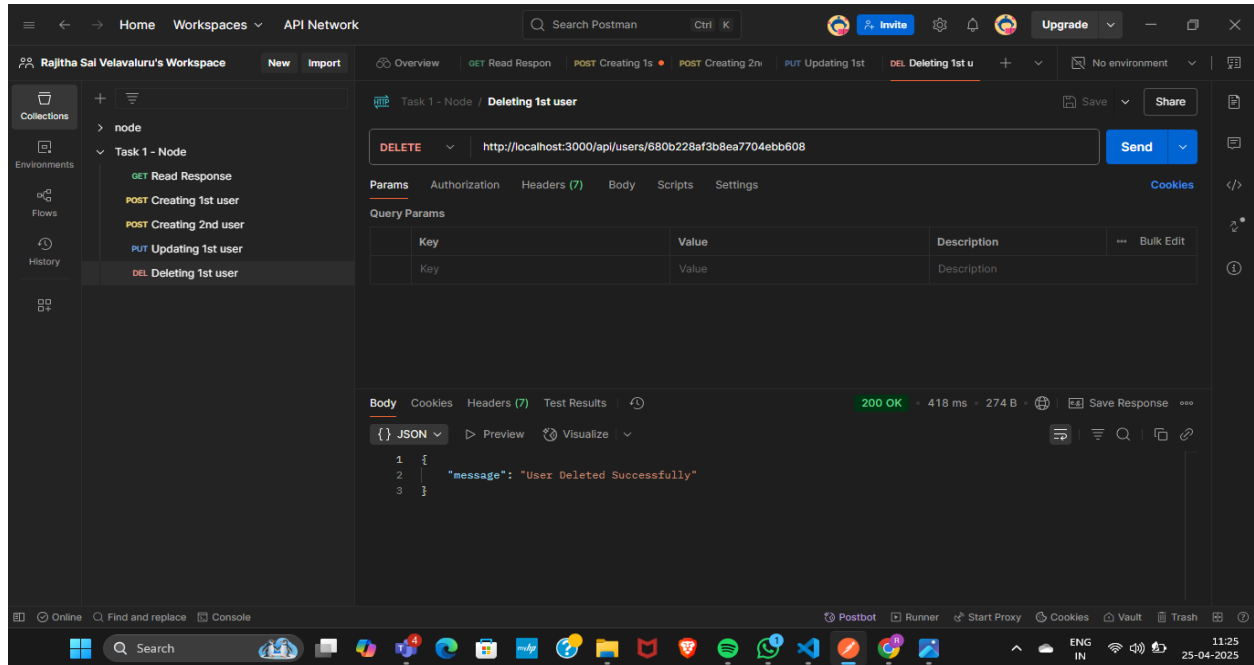 Home Workspaces API Network Search Postman Ctrl K Invite Upgrade
Rajitha Sai Velavaluru's Workspace New Import Overview GET Read Respon POST Creating 1s POST Creating 2n PUT Updating 1st DEL Deleting 1st u No environment
Collections
Environments
Flows
History
node
Task 1 - Node
GET Read Response
POST Creating 1st user
POST Creating 2nd user
PUT Updating 1st user
DEL Deleting 1st user
HTTP Task 1 - Node / Deleting 1st user Save Share
DELETE http://localhost:3000/api/users/680b228af3b8ea7704ebb608 Send
Params Authorization Headers (7) Body Scripts Settings Cookies
Query Params
Key Value Description Bulk Edit
Key Value Description
Body Cookies Headers (7) Test Results 200 OK 418 ms 274 B Save Response
{} JSON Preview Visualize
1 {
2 "message": "User Deleted Successfully"
3 }
Online Find and replace Console Postbot Runner Start Proxy Cookies Vault Trash
Search 4 myhp 1 R ENG 11:25
IN 25-04-2025